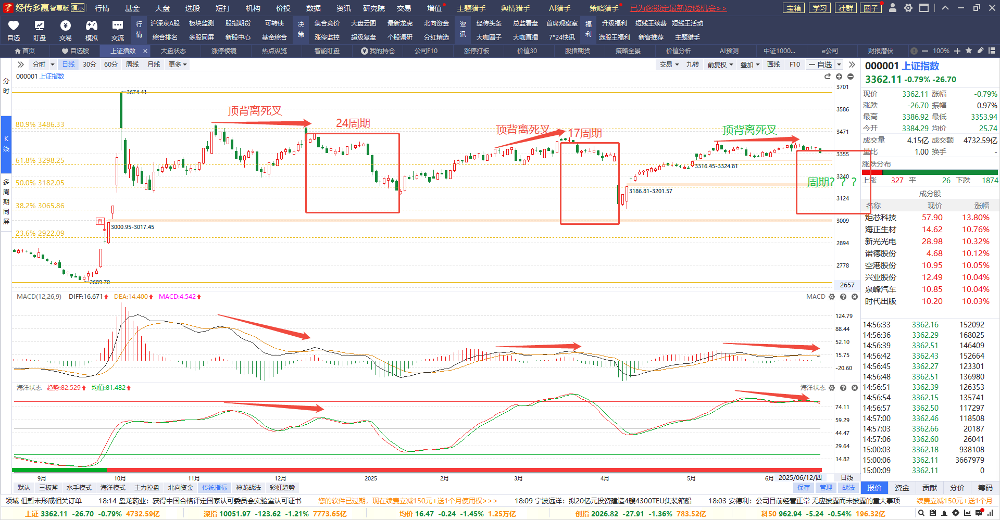 经传多赢 智尊版 演示 行情 基金 大盘 选股 短打 机构 价投 数据 资讯 研究院 交易 增值 主题猎手 舆情猎手 AI猎手 策略猎手 已为您锁定最新短线机会>> 宝箱 学习 社群 圈子
自选 盯盘 交易 模拟 交流
行情 沪深京A股 板块监测 股指期货 可转债 决策 集合竞价 大盘云图 最新龙虎 北向资金 资讯 经传头条 总监看盘 首席观察室 福利 升级福利 短线王续费 短线王活动
综合排名 多股同屏 新股中心 基金综合 涨停监控 超级复盘 个股调研 分红精选 大咖圈子 大咖直播 7*24快讯 选股王福利 新客推荐 主题猎手
首页 自选股 上证指数 × 大盘状态 涨停棱镜 热点纵览 智能盯盘 我的持仓 公司F10 涨停打板 价值30 股指期货 策略全景 价值分析 AI预测 中证1000... e公司 财报潜伏 100%
分时 日线 30分 60分 周线 月线 更多 交易 九转 前复权 叠加 画线 F10 一自选
分时
K线
多周期同屏
000001 上证指数
3674.41
顶背离死叉
24周期
顶背离死叉
17周期
顶背离死叉
周期? ? ?
80.9% 3486.33
61.8% 3298.25
50.0% 3182.05
38.2% 3065.86
23.6% 2922.09
自
3000.95-3017.45
2689.70
3186.81-3201.57
3316.45-3324.81
3701
3586
3471
3355
3240
3124
3009
2894
2778
2657
MACD(12,26,9) DIFF:16.671 DEA:14.400 MACD:4.542 MACD
124.79
88.44
52.10
15.75
-20.60
海洋状态 趋势:82.529 均值:81.482 海洋状态
74.11
59.29
44.47
29.64
14.82
9月 10月 11月 12月 2025 2月 3月 4月 5月 6月 2025/06/12/四 日线
默认 三板斧 水手模式 海洋模式 主力控盘 北向资金 传统指标 神龙战法 彩虹趋势 保存 管理 战法
000001 上证指数
3362.11 -0.79% -26.70
现价 3362.11 涨幅 -0.79%
涨跌 -26.70 振幅 0.97%
最高 3386.92 最低 3353.94
今开 3384.29 均价 25.74
成交量 4.15亿 成交额 4732.59亿
量比 1.00 换手 -
涨跌分布
上涨 327 平 26 下跌 1874
成分股
名称 现价 涨幅
炬芯科技 57.90 13.80%
海正生材 14.62 10.76%
新光光电 28.98 10.32%
诺德股份 4.68 10.12%
空港股份 10.95 10.05%
兴业股份 12.49 10.04%
泉峰汽车 10.85 10.04%
时代出版 10.20 10.03%
14:56:33 3362.16 152092
14:56:36 3362.29 168025
14:56:39 3362.51 146409
14:56:42 3362.43 152664
14:56:45 3362.27 123301
14:56:48 3362.51 136980
14:56:51 3362.39 126353
14:56:54 3362.15 135741
14:56:57 3362.50 117297
14:57:00 3362.46 118508
14:57:03 3362.66 20187
14:57:06 3362.60 26041
15:00:03 3362.18 938108
15:00:06 3362.11 3667979
15:00:09 3362.11 0
报价 资金 贡献 分价 筹码
领域 但暂未形成相关订单 18:14 盘龙药业：获得中国合格评定国家认可委员会实验室认可证书 您的软件已过期，现在续费立减150元+送1个月使用权>>> 18:09 宁波远洋：拟20亿元投资建造4艘4300TEU集装箱船 18:03 安德利：公司目前经营正常 无应披露而未披露的重大事项 续费立减150元+送1个月
上证 3362.11 -26.70 -0.79% 4732.59亿 深指 10051.97 -123.62 -1.21% 7773.65亿 均价 16.47 -0.24 -1.45% 1.25万亿 创指 2026.82 -27.91 -1.36% 783.52亿 科50 962.94 -5.24 -0.54% 196.32亿